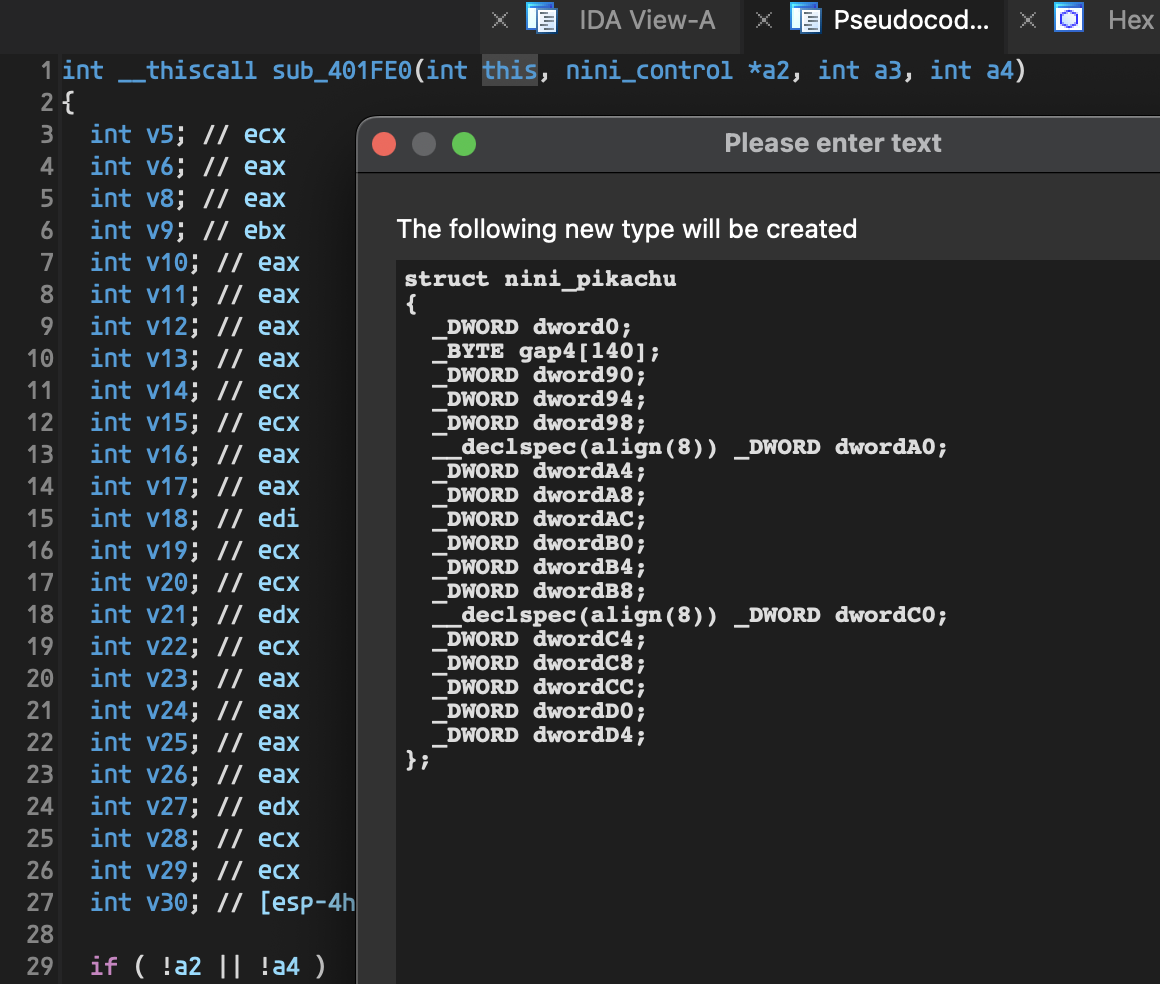 IDA View-A
Pseudocod...
Hex
1 int __thiscall sub_401FE0(int this, nini_control *a2, int a3, int a4)
2 {
3 int v5; // ecx
4 int v6; // eax
5 int v8; // eax
6 int v9; // ebx
7 int v10; // eax
8 int v11; // eax
9 int v12; // eax
10 int v13; // eax
11 int v14; // ecx
12 int v15; // ecx
13 int v16; // eax
14 int v17; // eax
15 int v18; // edi
16 int v19; // ecx
17 int v20; // ecx
18 int v21; // edx
19 int v22; // ecx
20 int v23; // eax
21 int v24; // eax
22 int v25; // eax
23 int v26; // eax
24 int v27; // edx
25 int v28; // ecx
26 int v29; // ecx
27 int v30; // [esp-4h
28
29 if ( !a2 || !a4 )
Please enter text
The following new type will be created
struct nini_pikachu
{
_DWORD dword0;
_BYTE gap4[140];
_DWORD dword90;
_DWORD dword94;
_DWORD dword98;
__declspec(align(8)) _DWORD dwordA0;
_DWORD dwordA4;
_DWORD dwordA8;
_DWORD dwordAC;
_DWORD dwordB0;
_DWORD dwordB4;
_DWORD dwordB8;
__declspec(align(8)) _DWORD dwordC0;
_DWORD dwordC4;
_DWORD dwordC8;
_DWORD dwordCC;
_DWORD dwordD0;
_DWORD dwordD4;
};